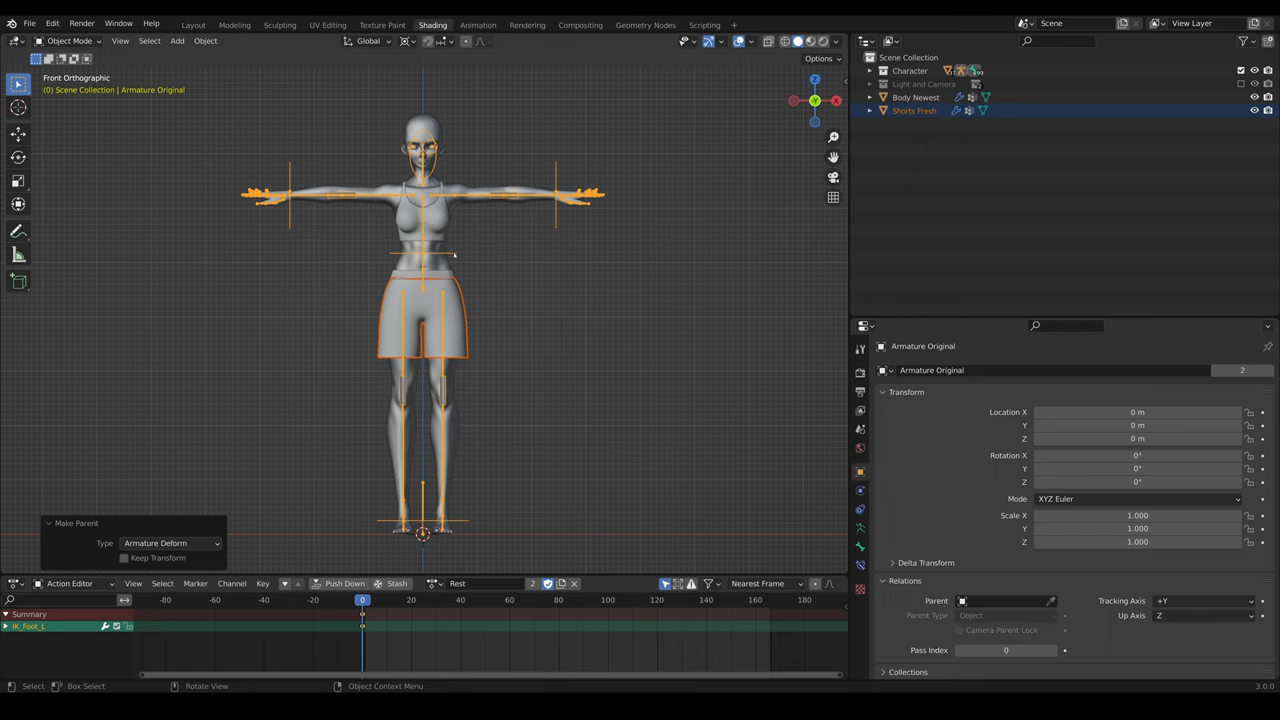 File Edit Render Window Help Layout Modeling Sculpting UV Editing Texture Paint Shading Animation Rendering Compositing Geometry Nodes Scripting + Scene View Layer
Object Mode View Select Add Object Global
Options
Front Orthographic
(0) Scene Collection | Armature Original
Z
Y
X
Scene Collection
Character
Light and Camera
Body Newest
Shorts Fresh
Armature Original
Armature Original 2
Transform
Location X 0 m
Y 0 m
Z 0 m
Rotation X 0°
Y 0°
Z 0°
Mode XYZ Euler
Scale X 1.000
Y 1.000
Z 1.000
Delta Transform
Relations
Parent Tracking Axis +Y
Parent Type Object Up Axis Z
Camera Parent Lock
Pass Index 0
Collections
Make Parent
Type Armature Deform
Keep Transform
Action Editor View Select Marker Channel Key Push Down Stash Rest 2 Nearest Frame
-80 -60 -40 -20 0 20 40 60 80 100 120 140 160 180
Summary
IK_Foot_L
Select Box Select Rotate View Object Context Menu 3.0.0